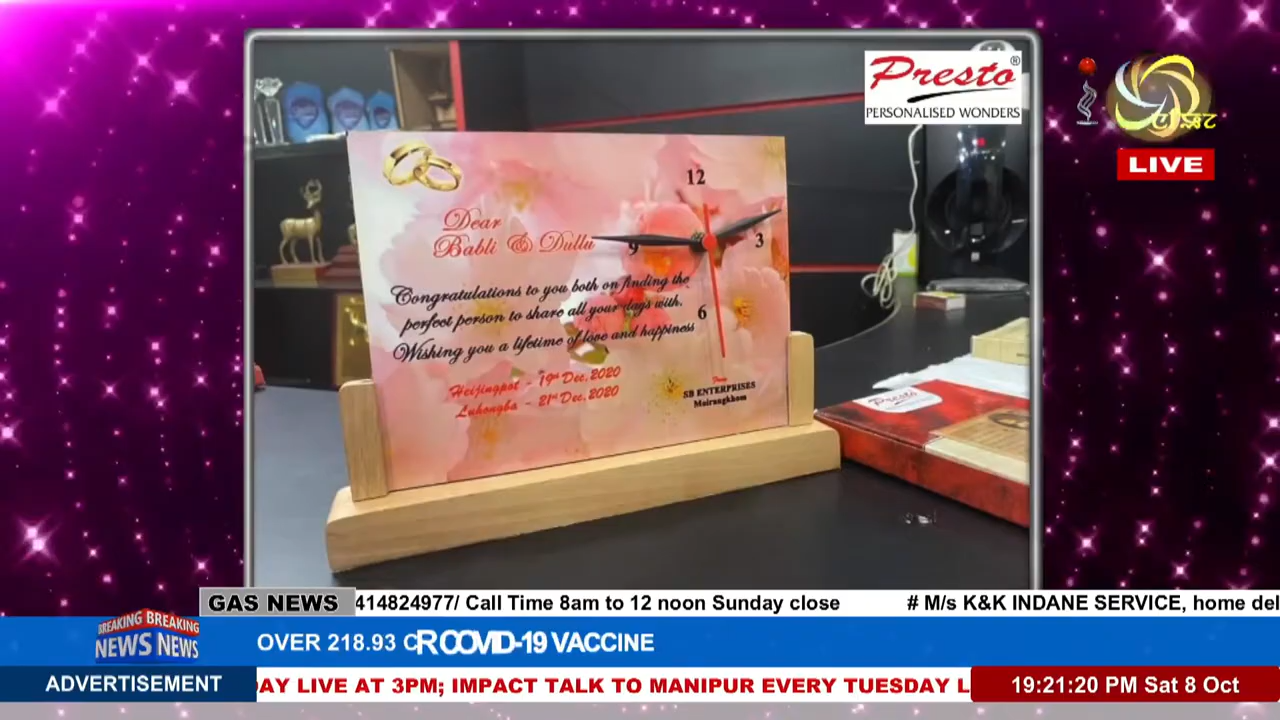 Presto®
PERSONALISED WONDERS
LIVE
12
3
6
9
Dear
Babli & Dullu
Congratulations to you both on finding the
perfect person to share all your days with.
Wishing you a lifetime of love and happiness
Heijingpot - 19th Dec. 2020
Luhongba - 21st Dec. 2020
From
SB ENTERPRISES
Moirangkhom
Presto
GAS NEWS
414824977/ Call Time 8am to 12 noon Sunday close # M/s K&K INDANE SERVICE, home del
BREAKING BREAKING
NEWS NEWS
OVER 218.93 CR COVID-19 VACCINE
ADVERTISEMENT
AY LIVE AT 3PM; IMPACT TALK TO MANIPUR EVERY TUESDAY L
19:21:20 PM Sat 8 Oct